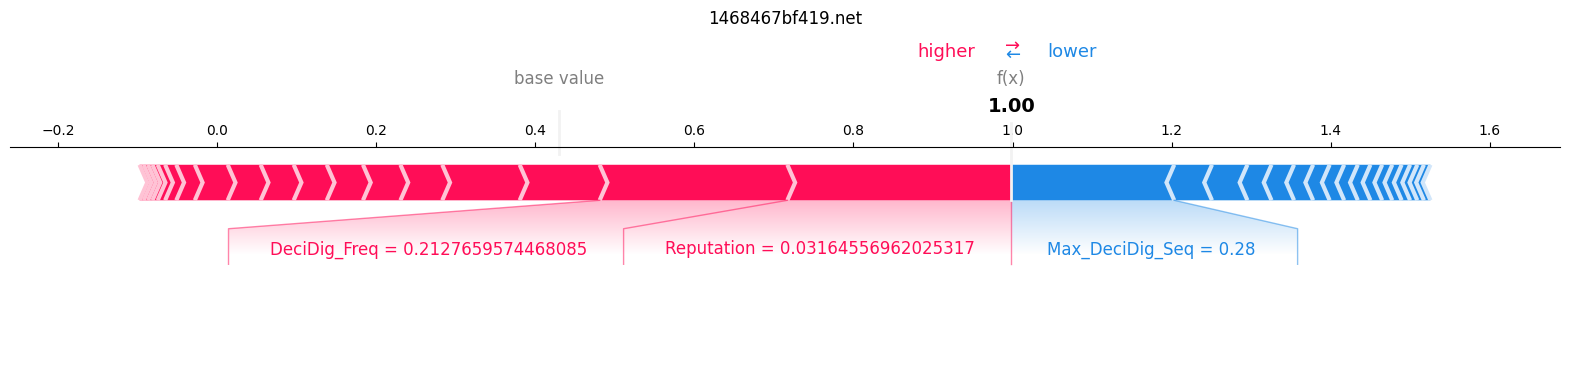 1468467bf419.net
higher ⇄ lower
base value f(x)
1.00
−0.2 0.0 0.2 0.4 0.6 0.8 1.0 1.2 1.4 1.6
DeciDig_Freq = 0.2127659574468085 Reputation = 0.03164556962025317 Max_DeciDig_Seq = 0.28